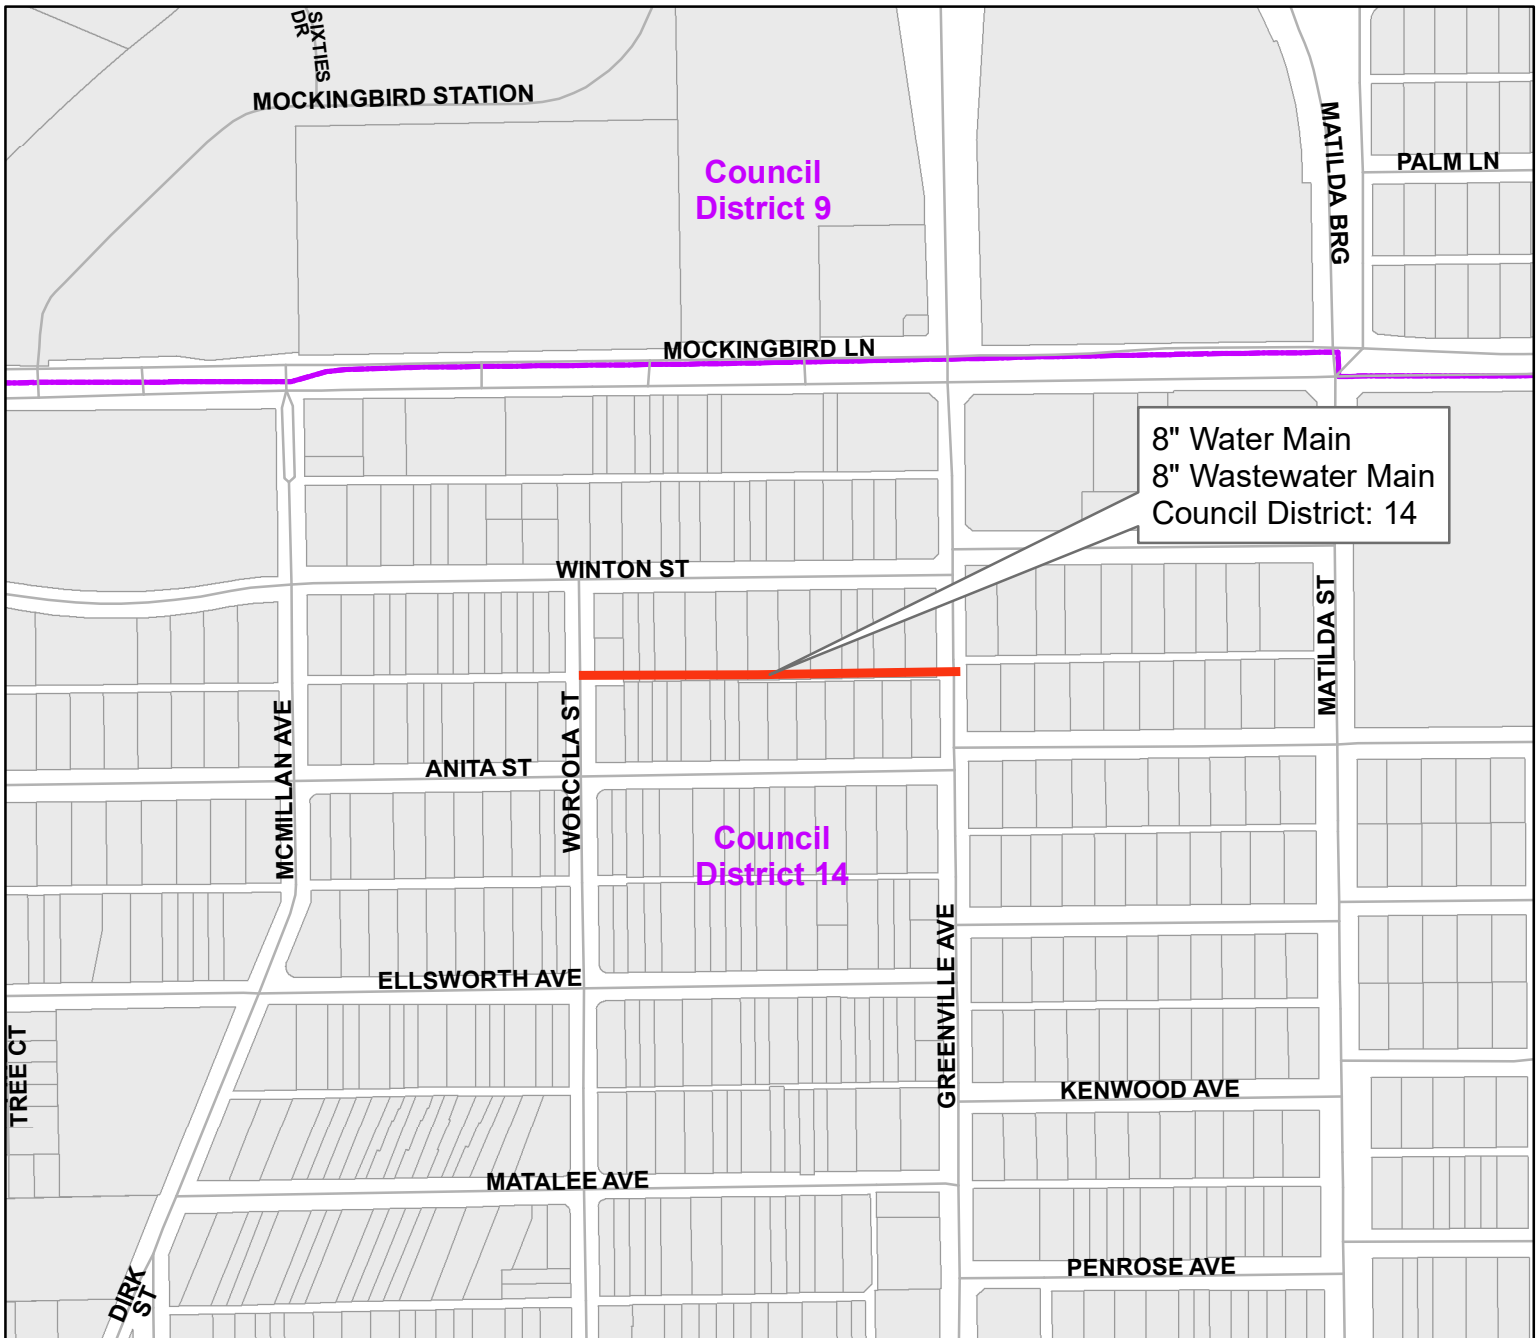 SIXTIES
DR
MOCKINGBIRD STATION
Council
District 9
MATILDA BRG
PALM LN
MOCKINGBIRD LN
8" Water Main
8" Wastewater Main
Council District: 14
WINTON ST
MATILDA ST
MCMILLAN AVE
WORCOLA ST
ANITA ST
Council
District 14
GREENVILLE AVE
ELLSWORTH AVE
TREE CT
KENWOOD AVE
MATALEE AVE
PENROSE AVE
DIRK
ST